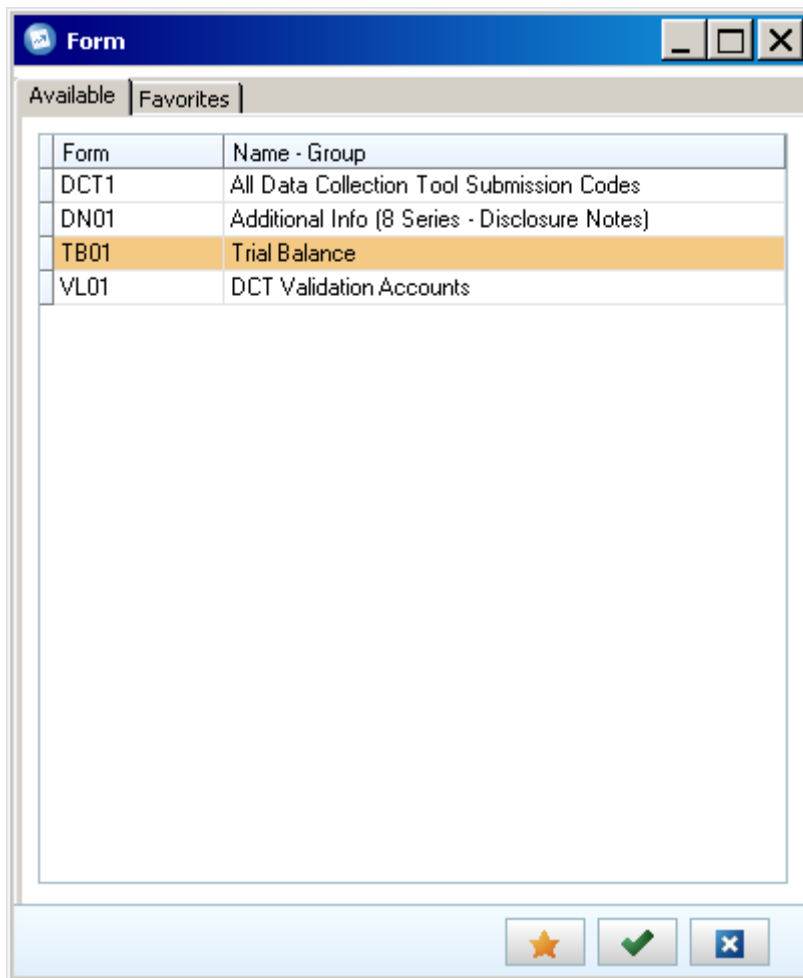 Form
Available Favorites
Form Name - Group
DCT1 All Data Collection Tool Submission Codes
DN01 Additional Info (8 Series - Disclosure Notes)
TB01 Trial Balance
VL01 DCT Validation Accounts